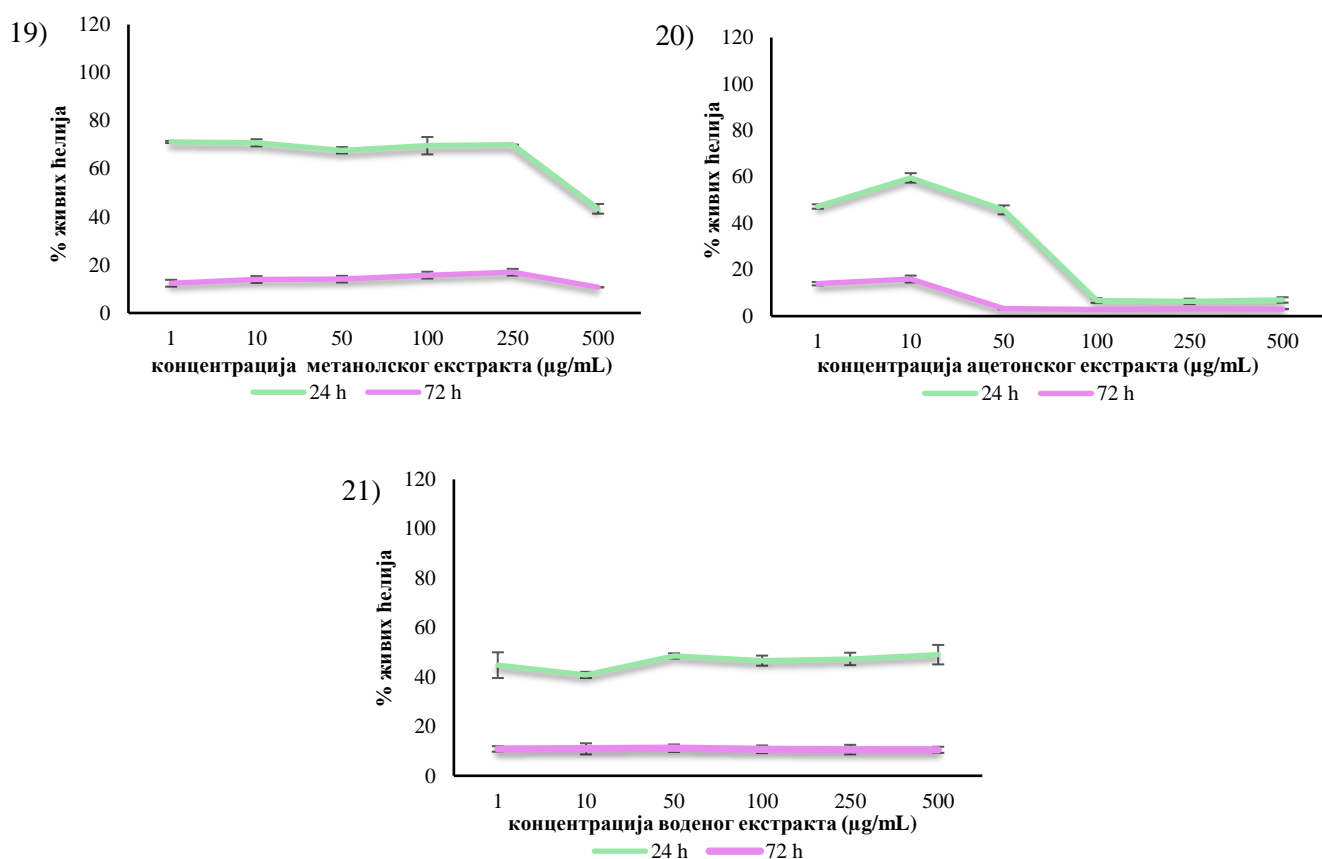 19)
120
100
80
60
40
20
0
% живих ћелија
1 10 50 100 250 500
концентрација метанолског екстракта (µg/mL)
24 h 72 h
20)
120
100
80
60
40
20
0
% живих ћелија
1 10 50 100 250 500
концентрација ацетонског екстракта (µg/mL)
24 h 72 h
21)
120
100
80
60
40
20
0
% живих ћелија
1 10 50 100 250 500
концентрација воденог екстракта (µg/mL)
24 h 72 h